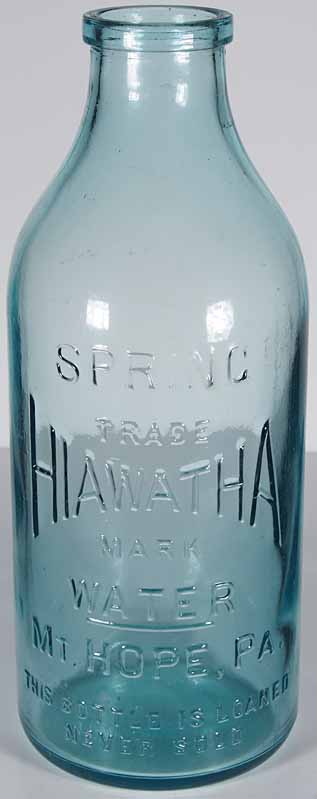 SPRING
TRADE
HIAWATHA
MARK
WATER
MT. HOPE, PA.
THIS BOTTLE IS LOANED
NEVER SOLD